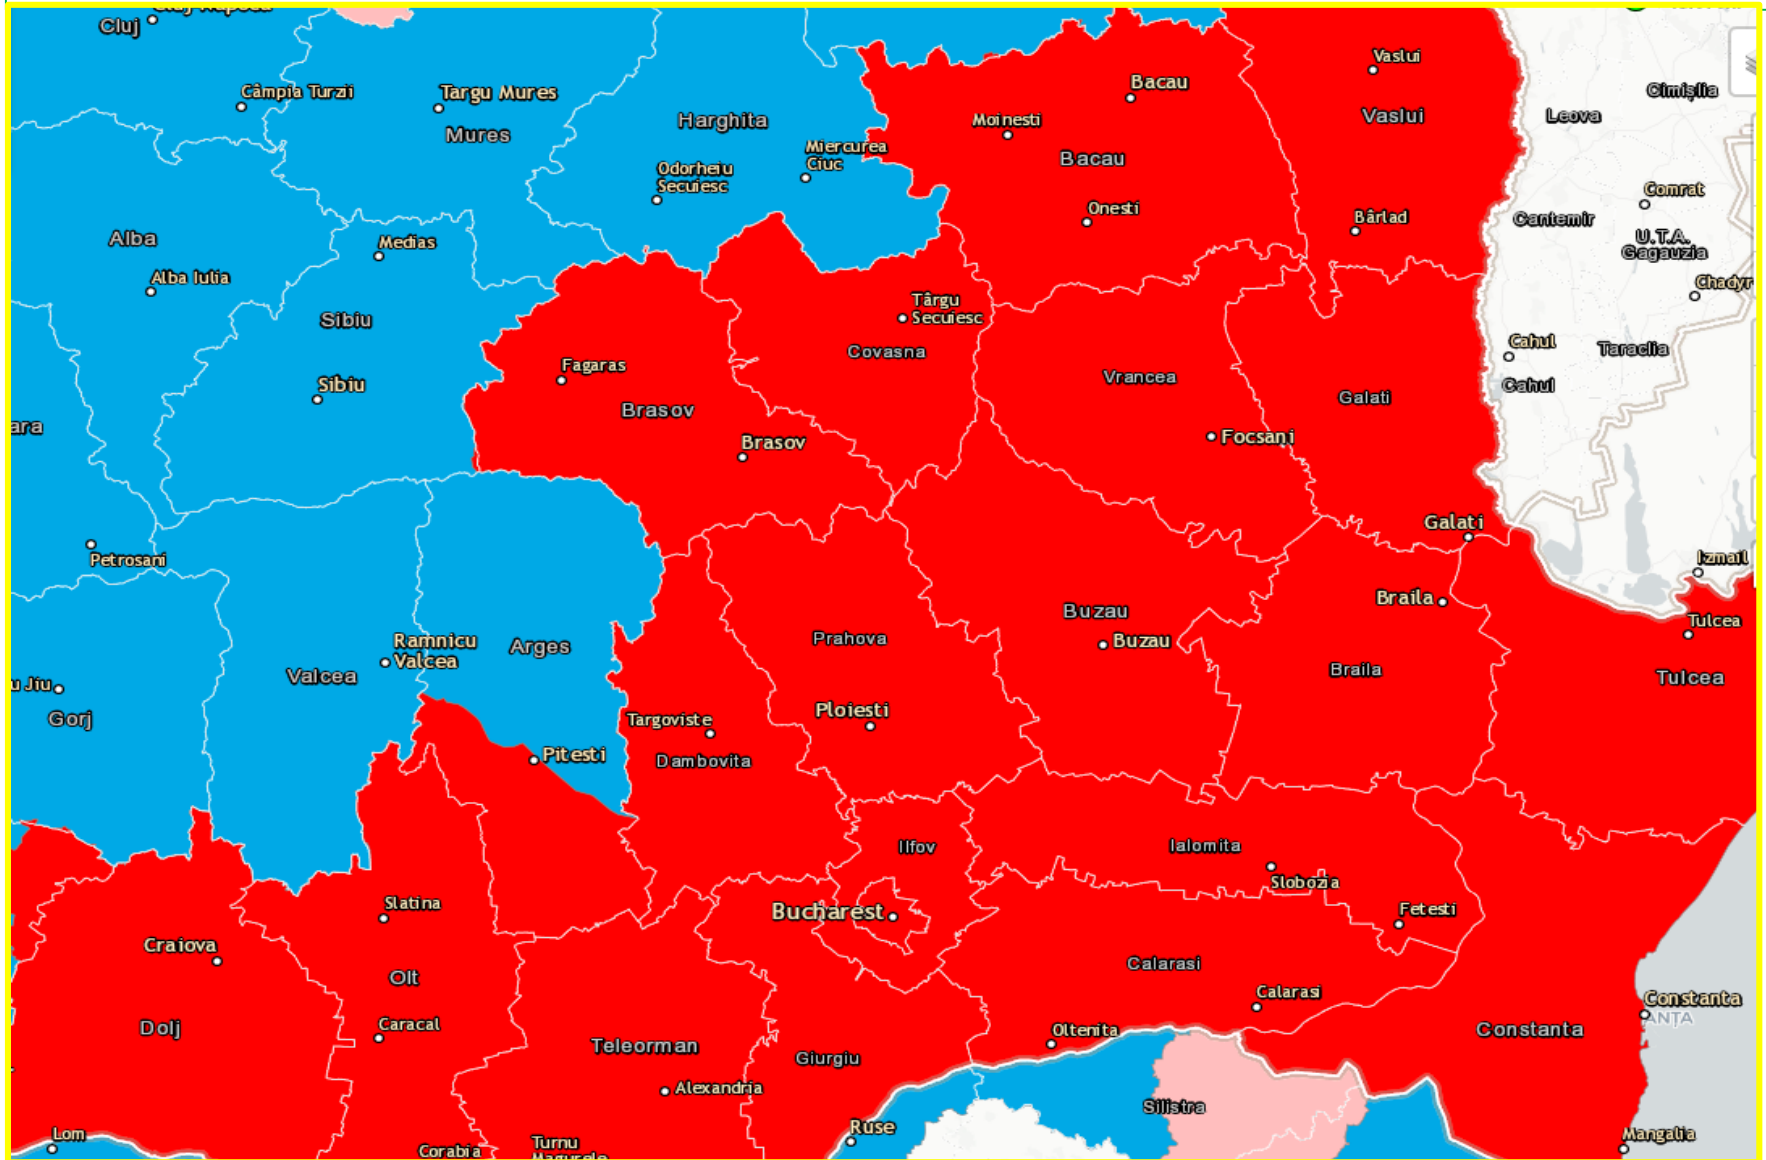 Cluj
Câmpia Turzii
Targu Mures
Mures
Harghita
Miercurea
Ciuc
Odorheiu
Secuiesc
Bacau
Moinesti
Bacau
Onesti
Vaslui
Vaslui
Bârlad
Cimișlia
Leova
Comrat
Cantemir
U.T.A.
Gagauzia
Chadyr
Alba
Alba Iulia
Medias
Sibiu
Sibiu
Târgu
Secuiesc
Covasna
Fagaras
Brasov
Brasov
Vrancea
Galati
Focsani
Cahul
Taraclia
Cahul
ara
Petrosani
Galati
Izmail
Braila
Tulcea
Buzau
Buzau
Prahova
Braila
Tulcea
Ramnicu
Valcea
Arges
Valcea
u Jiu
Gorj
Ploiesti
Targoviste
Pitesti
Dambovita
Ilfov
Ialomita
Slobozia
Slatina
Bucharest
Fetesti
Craiova
Olt
Calarasi
Calarasi
Constanta
ANȚA
Dolj
Caracal
Oltenita
Constanta
Teleorman
Giurgiu
Alexandria
Silistra
Lom
Corabia
Turnu
Magurele
Ruse
Mangalia